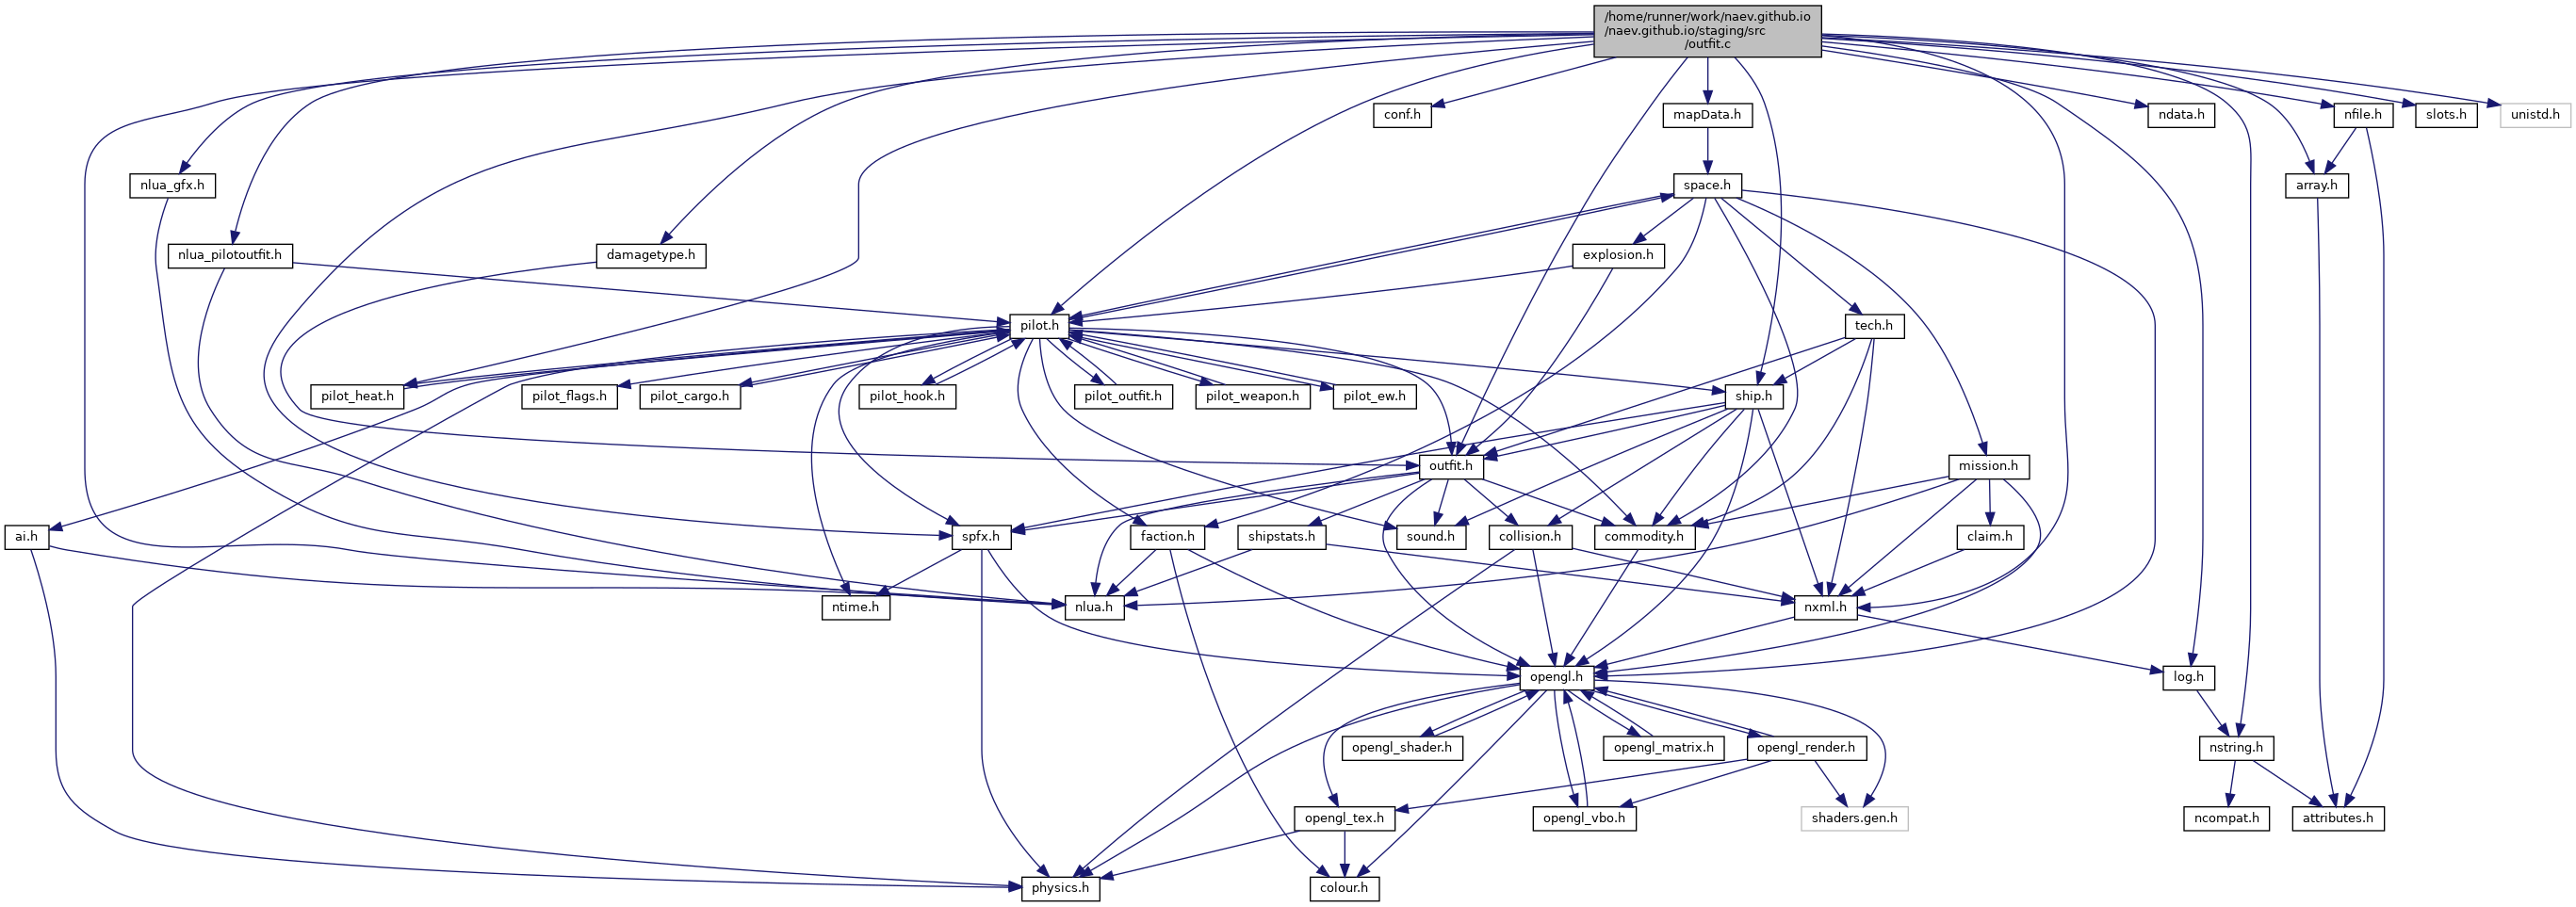 /home/runner/work/naev.github.io
/naev.github.io/staging/src
/outfit.c
conf.h
mapData.h
ndata.h
nfile.h
slots.h
unistd.h
nlua_gfx.h
space.h
array.h
nlua_pilotoutfit.h
damagetype.h
explosion.h
pilot.h
tech.h
pilot_heat.h
pilot_flags.h
pilot_cargo.h
pilot_hook.h
pilot_outfit.h
pilot_weapon.h
pilot_ew.h
ship.h
outfit.h
mission.h
ai.h
spfx.h
faction.h
shipstats.h
sound.h
collision.h
commodity.h
claim.h
ntime.h
nlua.h
nxml.h
opengl.h
log.h
opengl_shader.h
opengl_matrix.h
opengl_render.h
nstring.h
opengl_tex.h
opengl_vbo.h
shaders.gen.h
ncompat.h
attributes.h
physics.h
colour.h